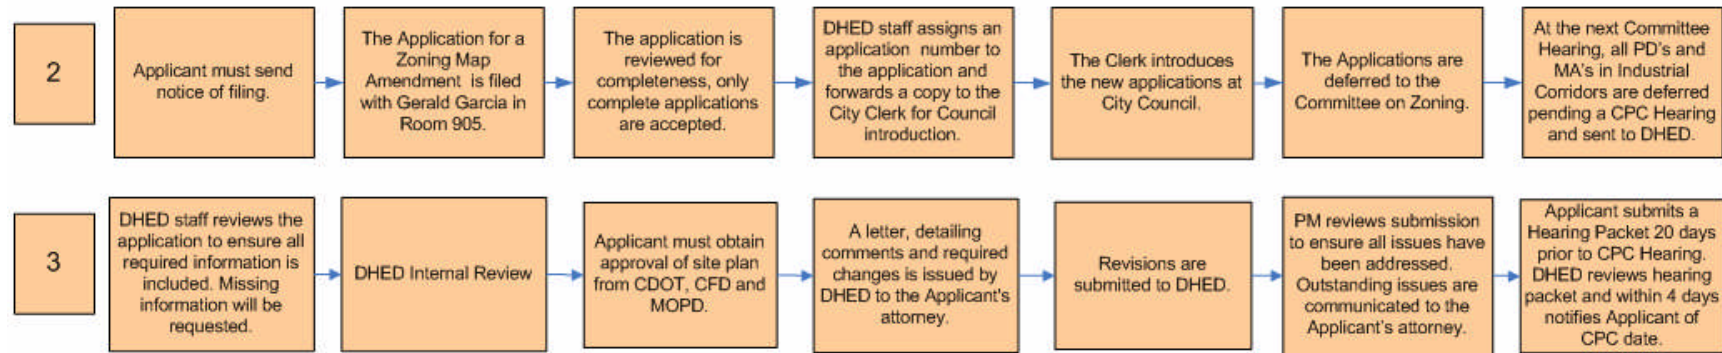 2
Applicant must send
notice of filing.
The Application for a
Zoning Map
Amendment is filed
with Gerald Garcia in
Room 905.
The application is
reviewed for
completeness, only
complete applications
are accepted.
DHED staff assigns an
application number to
the application and
forwards a copy to the
City Clerk for Council
introduction.
The Clerk introduces
the new applications at
City Council.
The Applications are
deferred to the
Committee on Zoning.
At the next Committee
Hearing, all PD's and
MA's in Industrial
Corridors are deferred
pending a CPC Hearing
and sent to DHED.
3
DHED staff reviews the
application to ensure all
required information is
included. Missing
information will be
requested.
DHED Internal Review
Applicant must obtain
approval of site plan
from CDOT, CFD and
MOPD.
A letter, detailing
comments and required
changes is issued by
DHED to the Applicant's
attorney.
Revisions are
submitted to DHED.
PM reviews submission
to ensure all issues have
been addressed.
Outstanding issues are
communicated to the
Applicant's attorney.
Applicant submits a
Hearing Packet 20 days
prior to CPC Hearing.
DHED reviews hearing
packet and within 4 days
notifies Applicant of
CPC date.